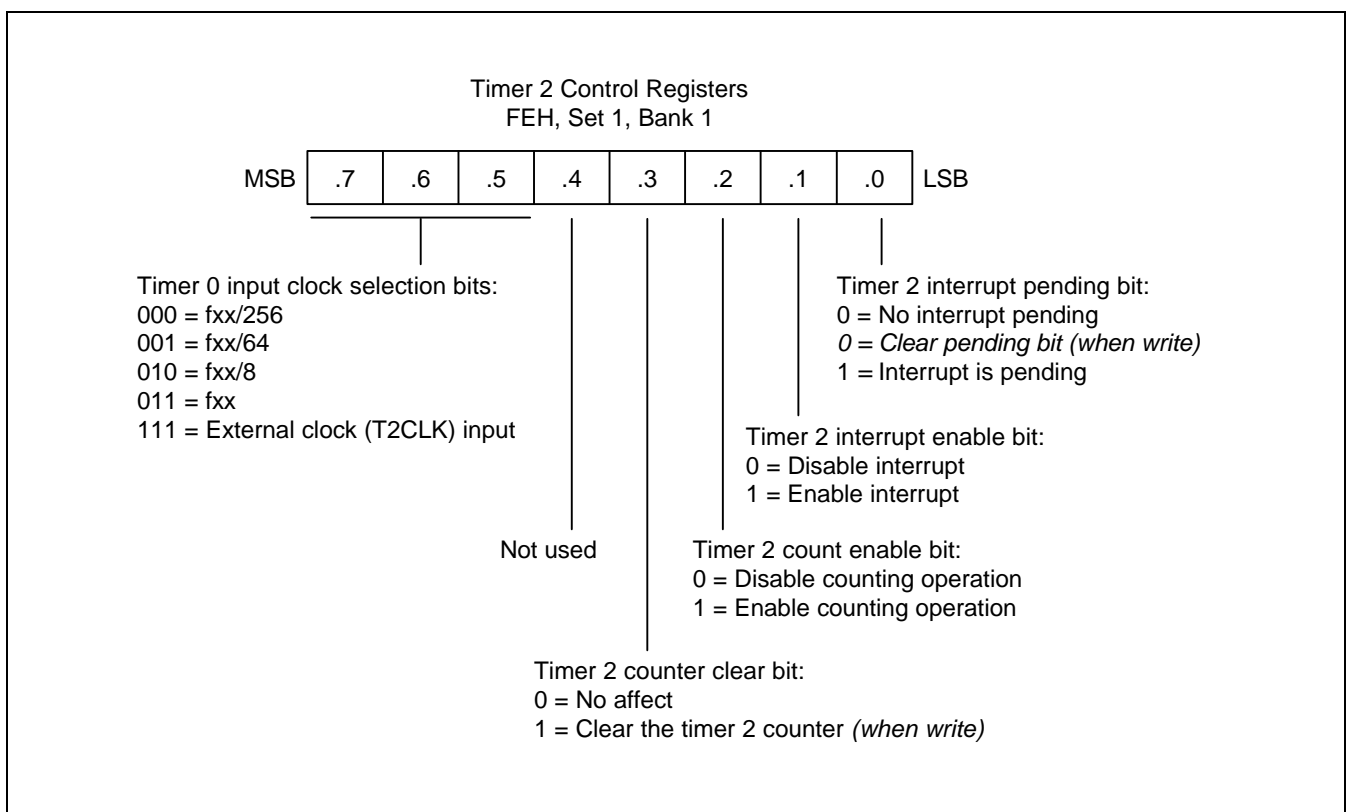 Timer 2 Control Registers
FEH, Set 1, Bank 1
MSB .7 .6 .5 .4 .3 .2 .1 .0 LSB
Timer 0 input clock selection bits:
000 = fxx/256
001 = fxx/64
010 = fxx/8
011 = fxx
111 = External clock (T2CLK) input
Timer 2 interrupt pending bit:
0 = No interrupt pending
0 = Clear pending bit (when write)
1 = Interrupt is pending
Timer 2 interrupt enable bit:
0 = Disable interrupt
1 = Enable interrupt
Not used
Timer 2 count enable bit:
0 = Disable counting operation
1 = Enable counting operation
Timer 2 counter clear bit:
0 = No affect
1 = Clear the timer 2 counter (when write)